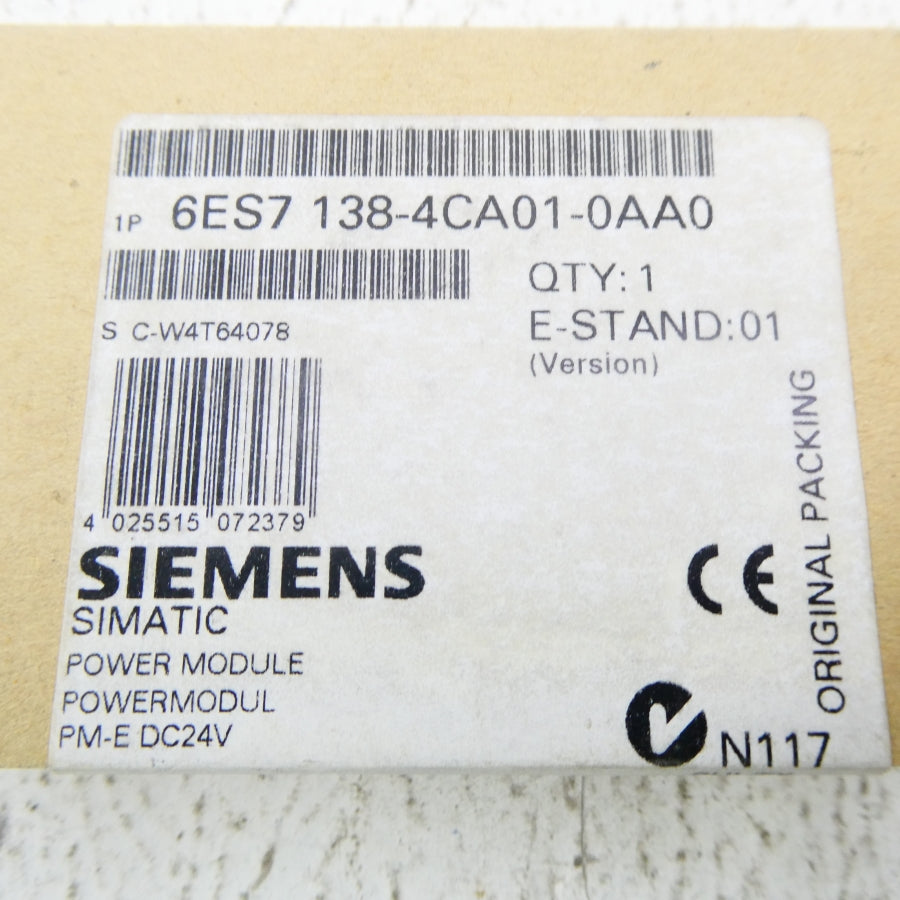 1P 6ES7 138-4CA01-0AA0
QTY: 1
S C-W4T64078
E-STAND:01
(Version)
4 025515 072379
SIEMENS
SIMATIC
POWER MODULE
POWERMODUL
PM-E DC24V
CE
N117
ORIGINAL PACKING